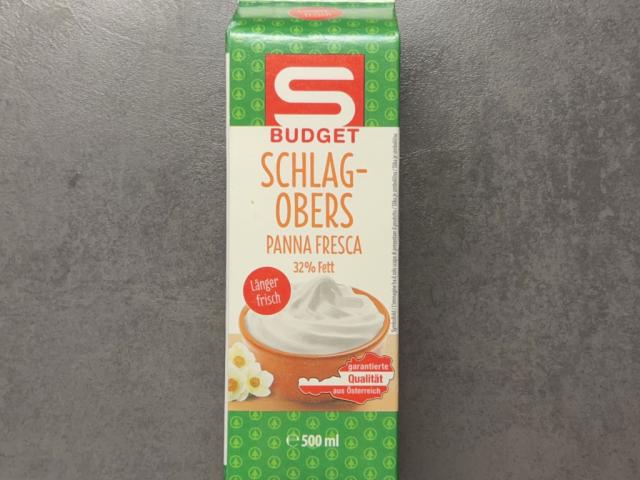 S
BUDGET
SCHLAG-
OBERS
PANNA FRESCA
32% Fett
Länger
frisch
garantierte
Qualität
aus Österreich
℮ 500 ml